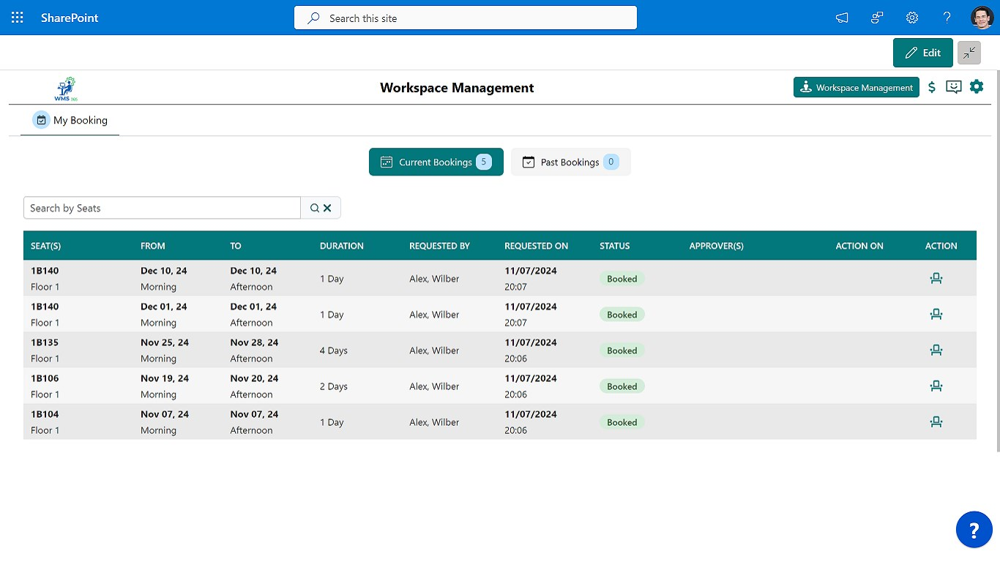 SharePoint
Search this site
?
Edit
WMS 365
Workspace Management
Workspace Management
$
My Booking
Current Bookings 5
Past Bookings 0
Search by Seats
SEAT(S) FROM TO DURATION REQUESTED BY REQUESTED ON STATUS APPROVER(S) ACTION ON ACTION
1B140 Dec 10, 24 Dec 10, 24 1 Day Alex, Wilber 11/07/2024 Booked
Floor 1 Morning Afternoon 20:07
1B140 Dec 01, 24 Dec 01, 24 1 Day Alex, Wilber 11/07/2024 Booked
Floor 1 Morning Afternoon 20:07
1B135 Nov 25, 24 Nov 28, 24 4 Days Alex, Wilber 11/07/2024 Booked
Floor 1 Morning Afternoon 20:06
1B106 Nov 19, 24 Nov 20, 24 2 Days Alex, Wilber 11/07/2024 Booked
Floor 1 Morning Afternoon 20:06
1B104 Nov 07, 24 Nov 07, 24 1 Day Alex, Wilber 11/07/2024 Booked
Floor 1 Morning Afternoon 20:06
?